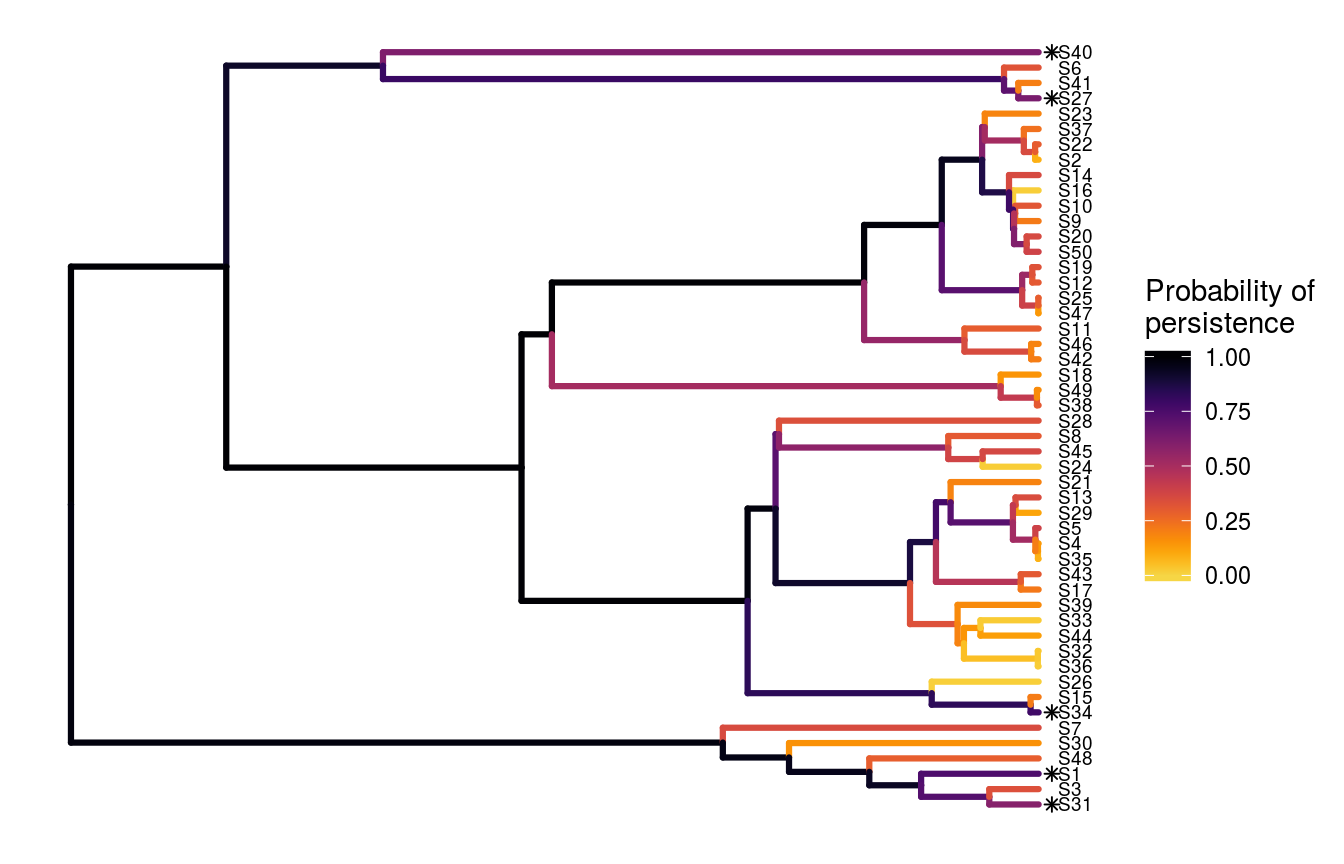 ✳S40
S6
S41
✳S27
S23
S37
S22
S2
S14
S16
S10
S9
S20
S50
S19
S12
S25
S47
S11
S46
S42
S18
S49
S38
S28
S8
S45
S24
S21
S13
S29
S5
S4
S35
S43
S17
S39
S33
S44
S32
S36
S26
S15
✳S34
S7
S30
S48
✳S1
S3
✳S31
Probability of
persistence
1.00
0.75
0.50
0.25
0.00